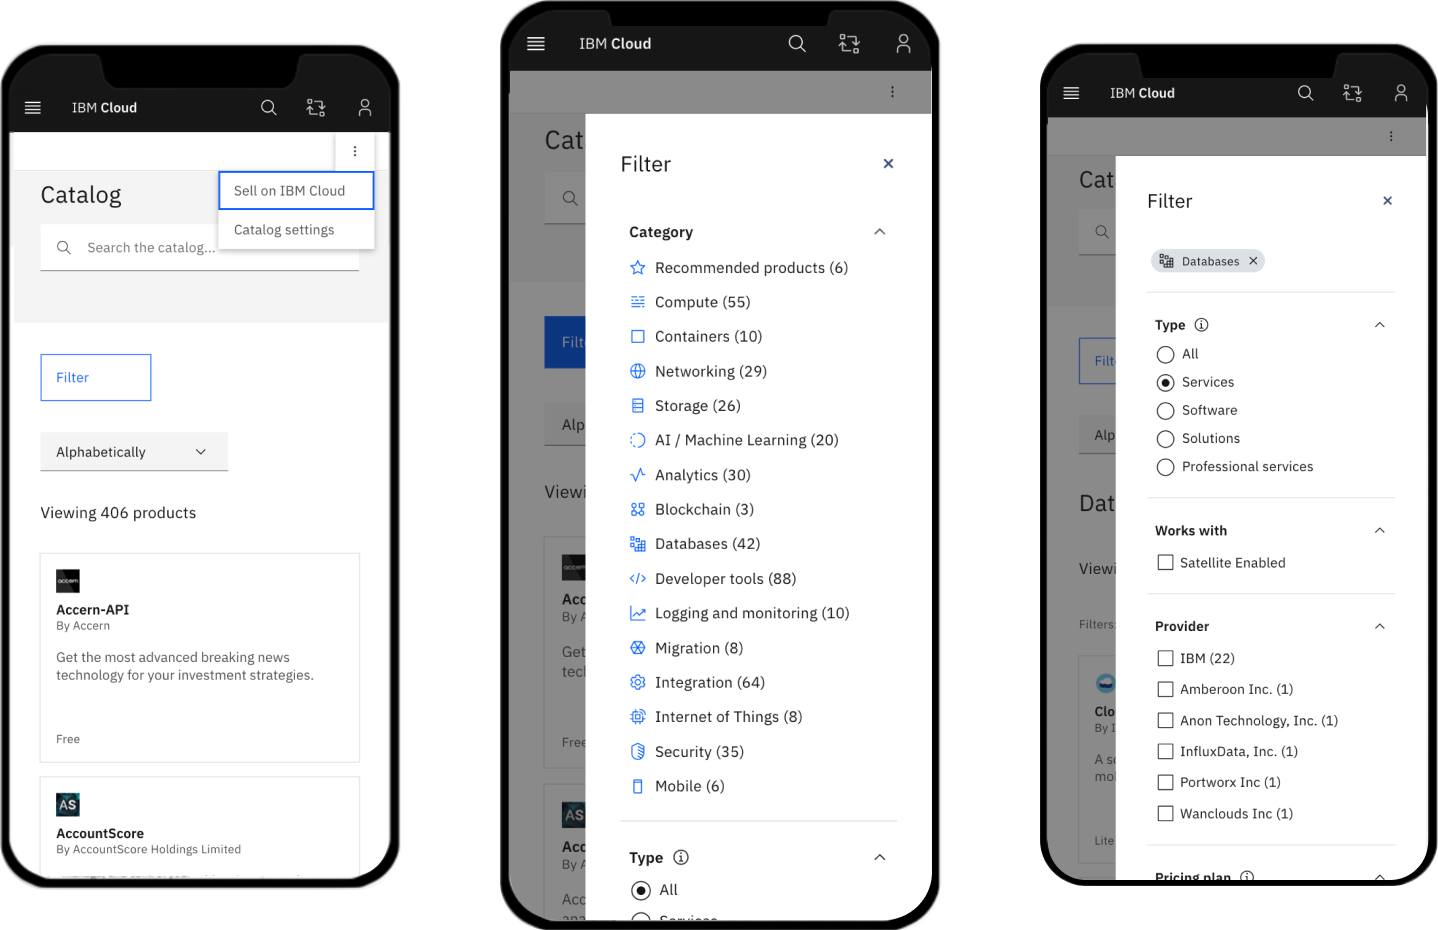 IBM Cloud
Sell on IBM Cloud
Catalog settings
Catalog
Search the catalog...
Filter
Alphabetically
Viewing 406 products
accern
Accern-API
By Accern
Get the most advanced breaking news
technology for your investment strategies.
Free
AS
AccountScore
By AccountScore Holdings Limited
IBM Cloud
Cat
Filt
Alp
Viewi
accern
Acc
By A
Get
tech
Free
AS
Acc
By A
Acc
Filter
Category
Recommended products (6)
Compute (55)
Containers (10)
Networking (29)
Storage (26)
AI / Machine Learning (20)
Analytics (30)
Blockchain (3)
Databases (42)
Developer tools (88)
Logging and monitoring (10)
Migration (8)
Integration (64)
Internet of Things (8)
Security (35)
Mobile (6)
Type
All
Services
IBM Cloud
Cat
Filt
Alp
Dat
Viewi
Filters:
Clo
By I
A so
mol
Lite
Filter
Databases
Type
All
Services
Software
Solutions
Professional services
Works with
Satellite Enabled
Provider
IBM (22)
Amberoon Inc. (1)
Anon Technology, Inc. (1)
InfluxData, Inc. (1)
Portworx Inc (1)
Wanclouds Inc (1)
Pricing plan